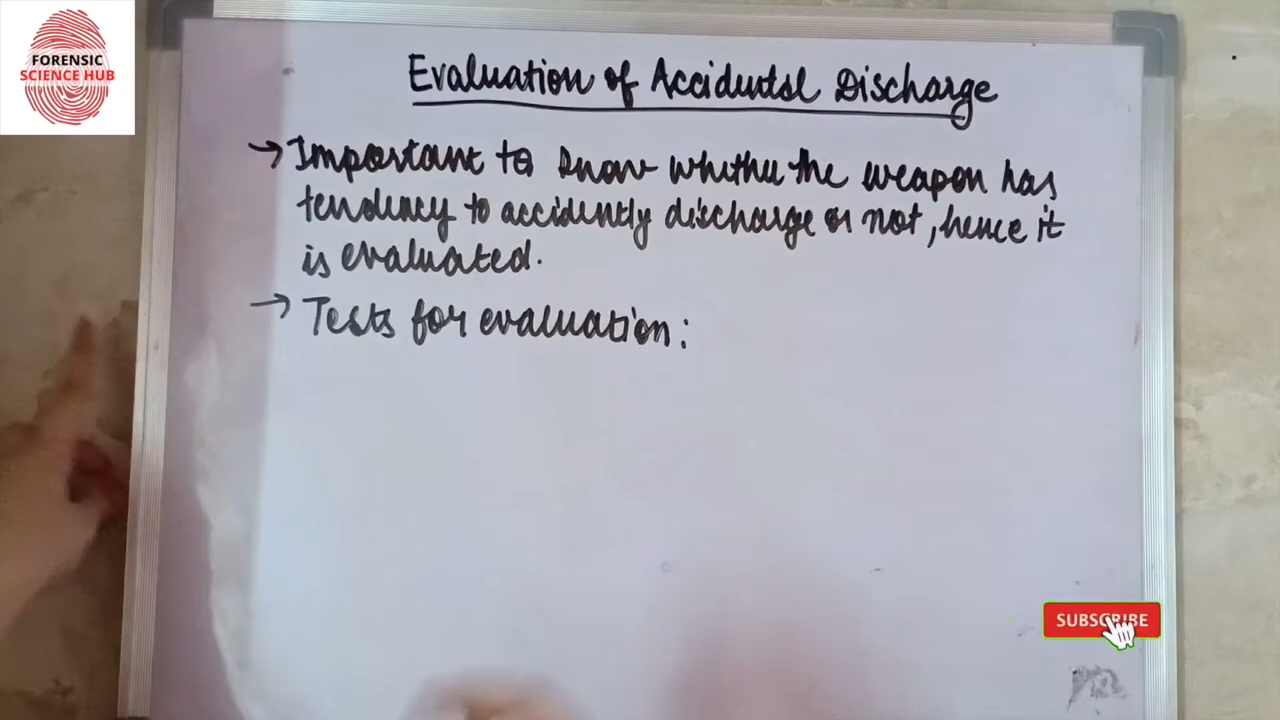 FORENSIC
SCIENCE HUB
Evaluation of Accidental Discharge
→ Important to know whether the weapon has
tendency to accidently discharge or not, hence it
is evaluated.
→ Tests for evaluation:
SUBSCRIBE